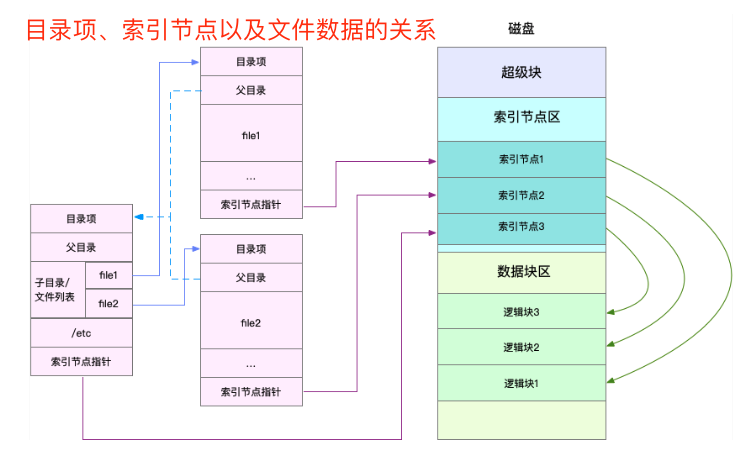 目录项、索引节点以及文件数据的关系
磁盘
目录项
父目录
file1
...
索引节点指针
目录项
父目录
子目录/
文件列表
file1
file2
/etc
索引节点指针
目录项
父目录
file2
...
索引节点指针
超级块
索引节点区
索引节点1
索引节点2
索引节点3
数据块区
逻辑块3
逻辑块2
逻辑块1